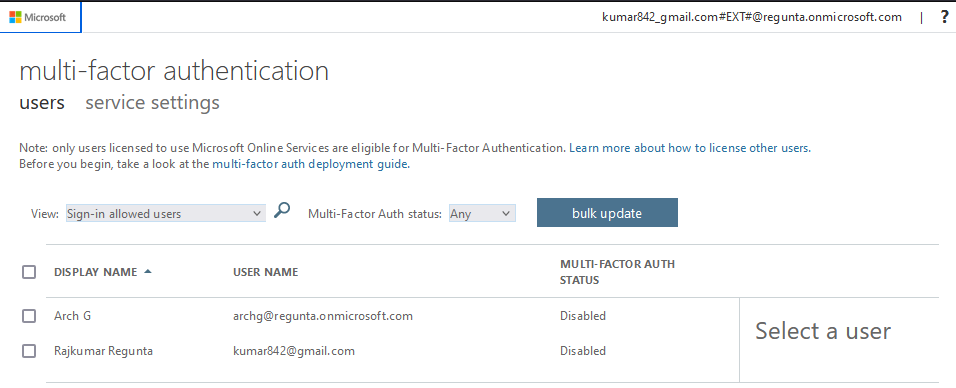 Microsoft
kumar842_gmail.com#EXT#@regunta.onmicrosoft.com | ?
multi-factor authentication
users service settings
Note: only users licensed to use Microsoft Online Services are eligible for Multi-Factor Authentication. Learn more about how to license other users.
Before you begin, take a look at the multi-factor auth deployment guide.
View: Sign-in allowed users Multi-Factor Auth status: Any bulk update
DISPLAY NAME USER NAME MULTI-FACTOR AUTH
STATUS
Arch G archg@regunta.onmicrosoft.com Disabled
Select a user
Rajkumar Regunta kumar842@gmail.com Disabled